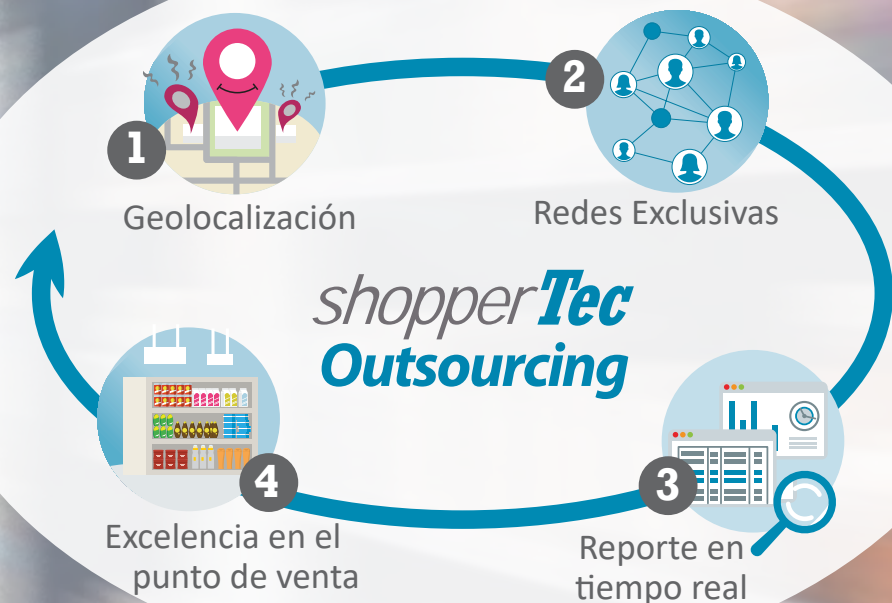 1
Geolocalización
2
Redes Exclusivas
shopperTec
Outsourcing
3
Reporte en
tiempo real
4
Excelencia en el
punto de venta